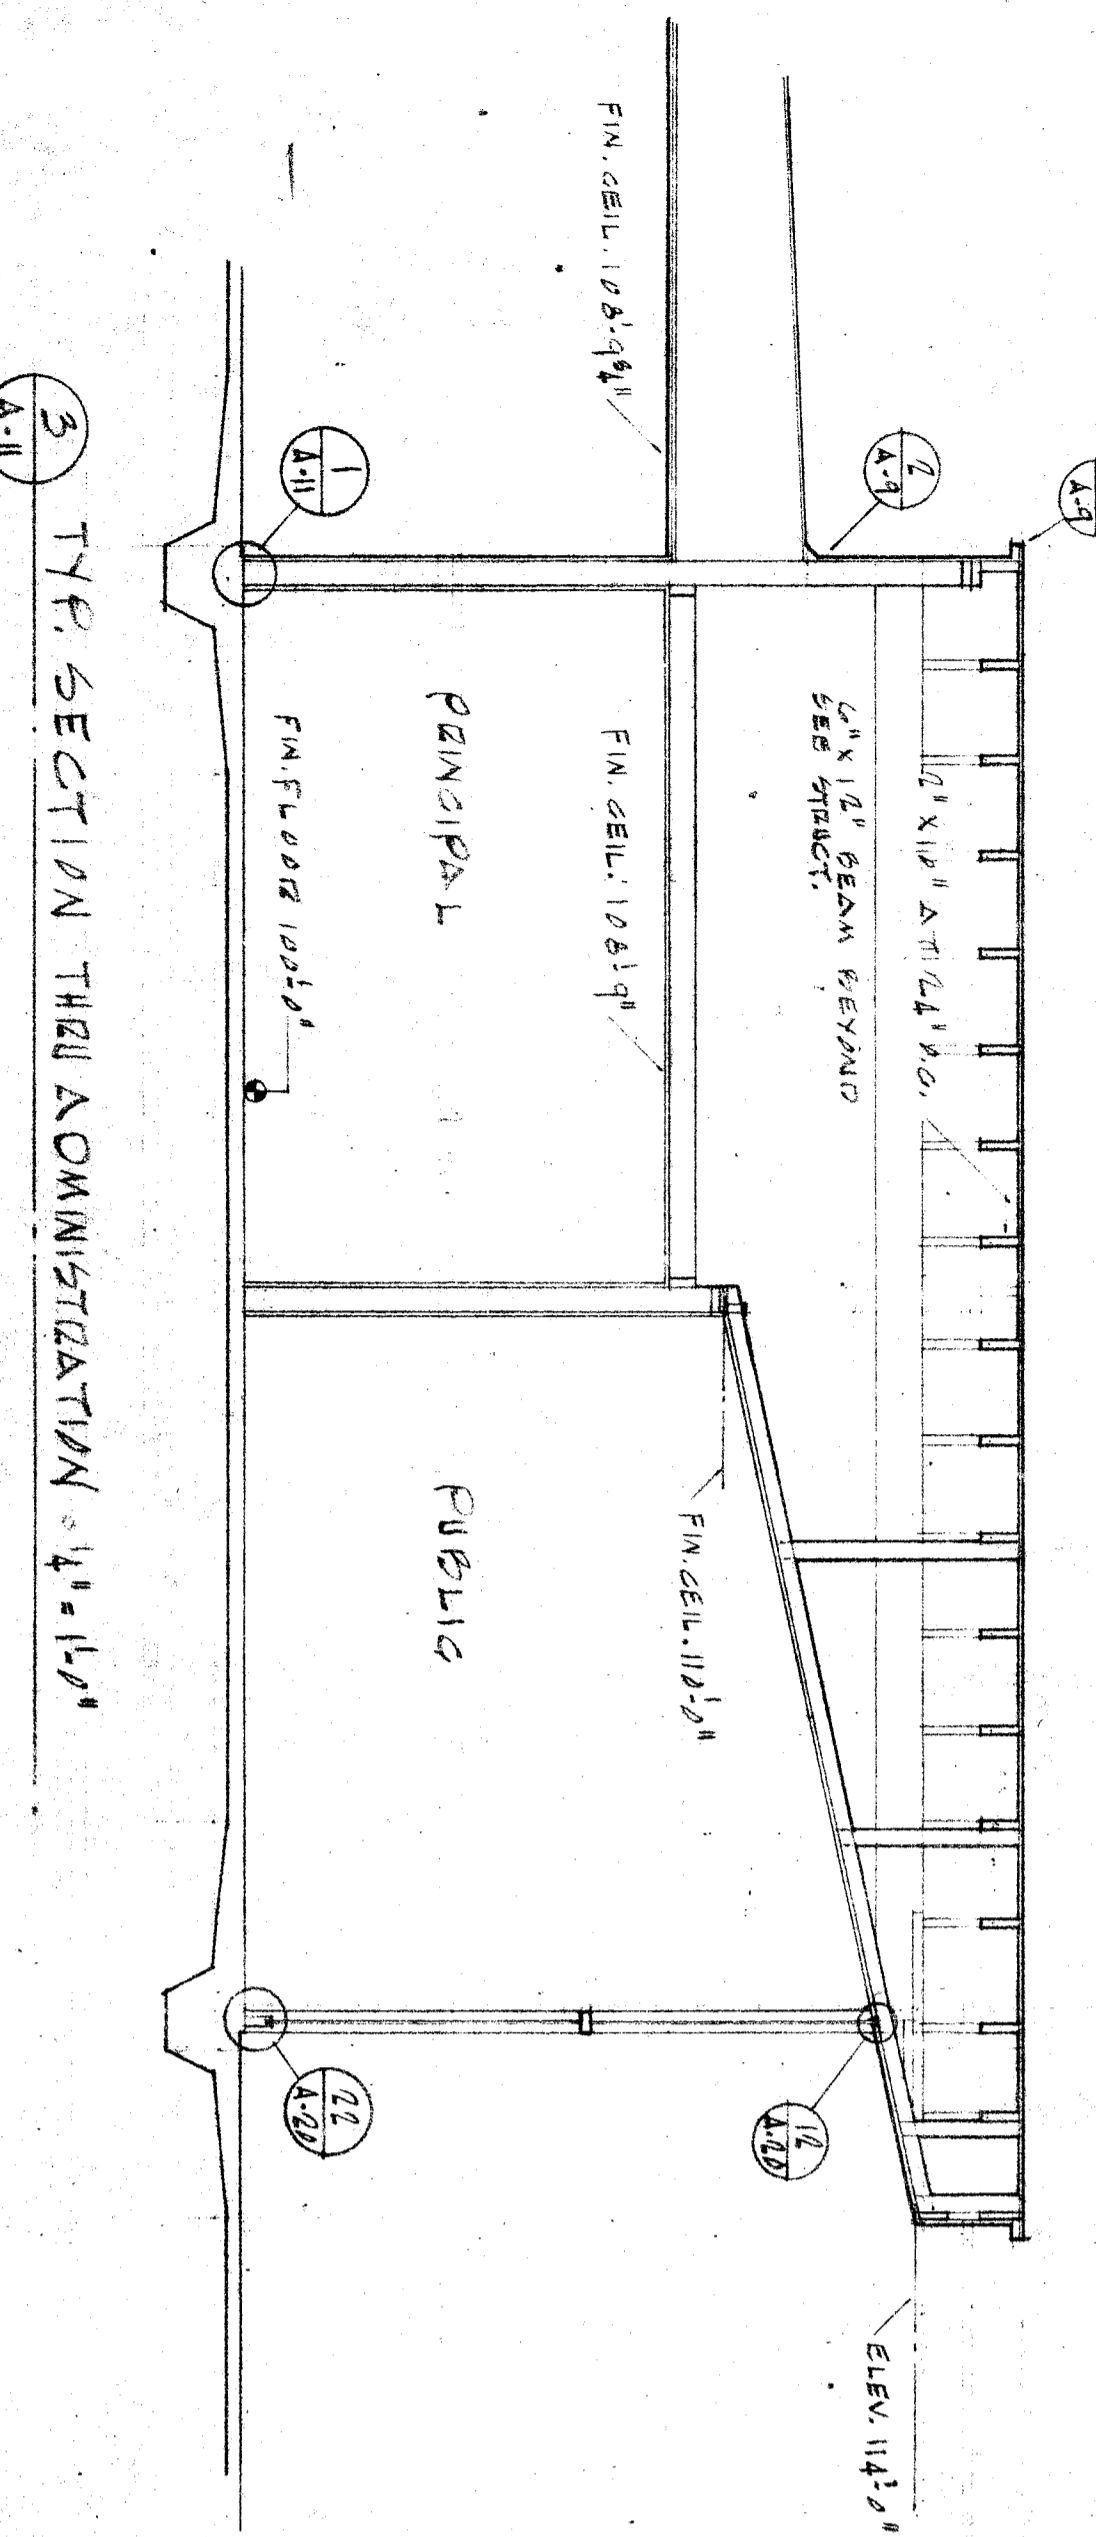 A-9
2
A-9
2" X 10" AT 24" O.C.
6" X 12" BEAM BEYOND
SEE STRUCT.
ELEV. 114'-0"
FIN. CEIL. 108'-9¾"
FIN. CEIL. 108'-9"
FIN. CEIL. 110'-0"
12
A-20
PRINCIPAL
PUBLIC
1
A-11
FIN. FLOOR 100'-0"
22
A-20
3
A-11
TYP. SECTION THRU ADMINISTRATION ¼" = 1'-0"